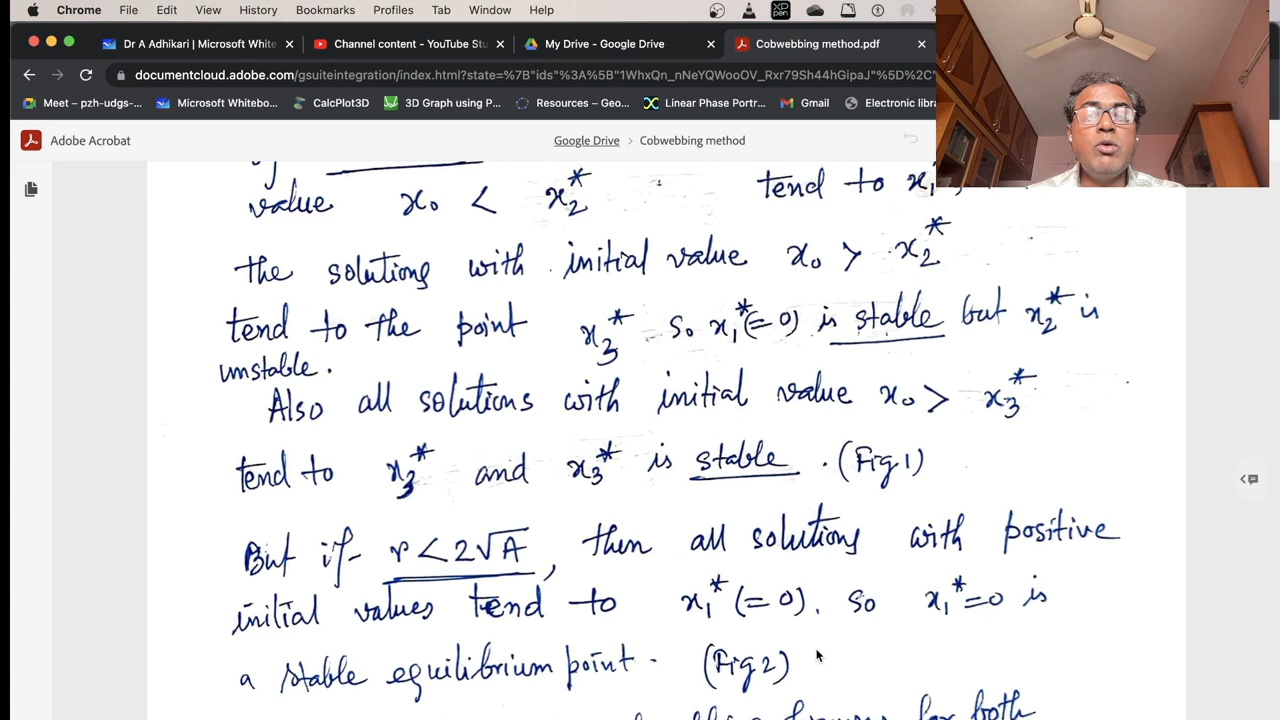 Chrome File Edit View History Bookmarks Profiles Tab Window Help
Dr A Adhikari | Microsoft White Channel content - YouTube Stu My Drive - Google Drive Cobwebbing method.pdf
documentcloud.adobe.com/gsuiteintegration/index.html?state=%7B"ids"%3A%5B"1WhxQn_nNeYQWooOV_Rxr79Sh44hGipaJ"%5D%2C"
Meet – pzh-udgs-... Microsoft Whitebo... CalcPlot3D 3D Graph using P... Resources – Geo... Linear Phase Portr... Gmail Electronic libra
Adobe Acrobat Google Drive Cobwebbing method
value x₀ < x₂* tend to x₁*,
the solutions with initial value x₀ > x₂*
tend to the point x₃* so x₁*(=0) is stable but x₂* is
unstable.
Also all solutions with initial value x₀ > x₃*
tend to x₃* and x₃* is stable. (Fig 1)
But if r < 2√A, then all solutions with positive
initial values tend to x₁*(=0). So x₁*=0 is
a stable equilibrium point. (Fig 2)
for both